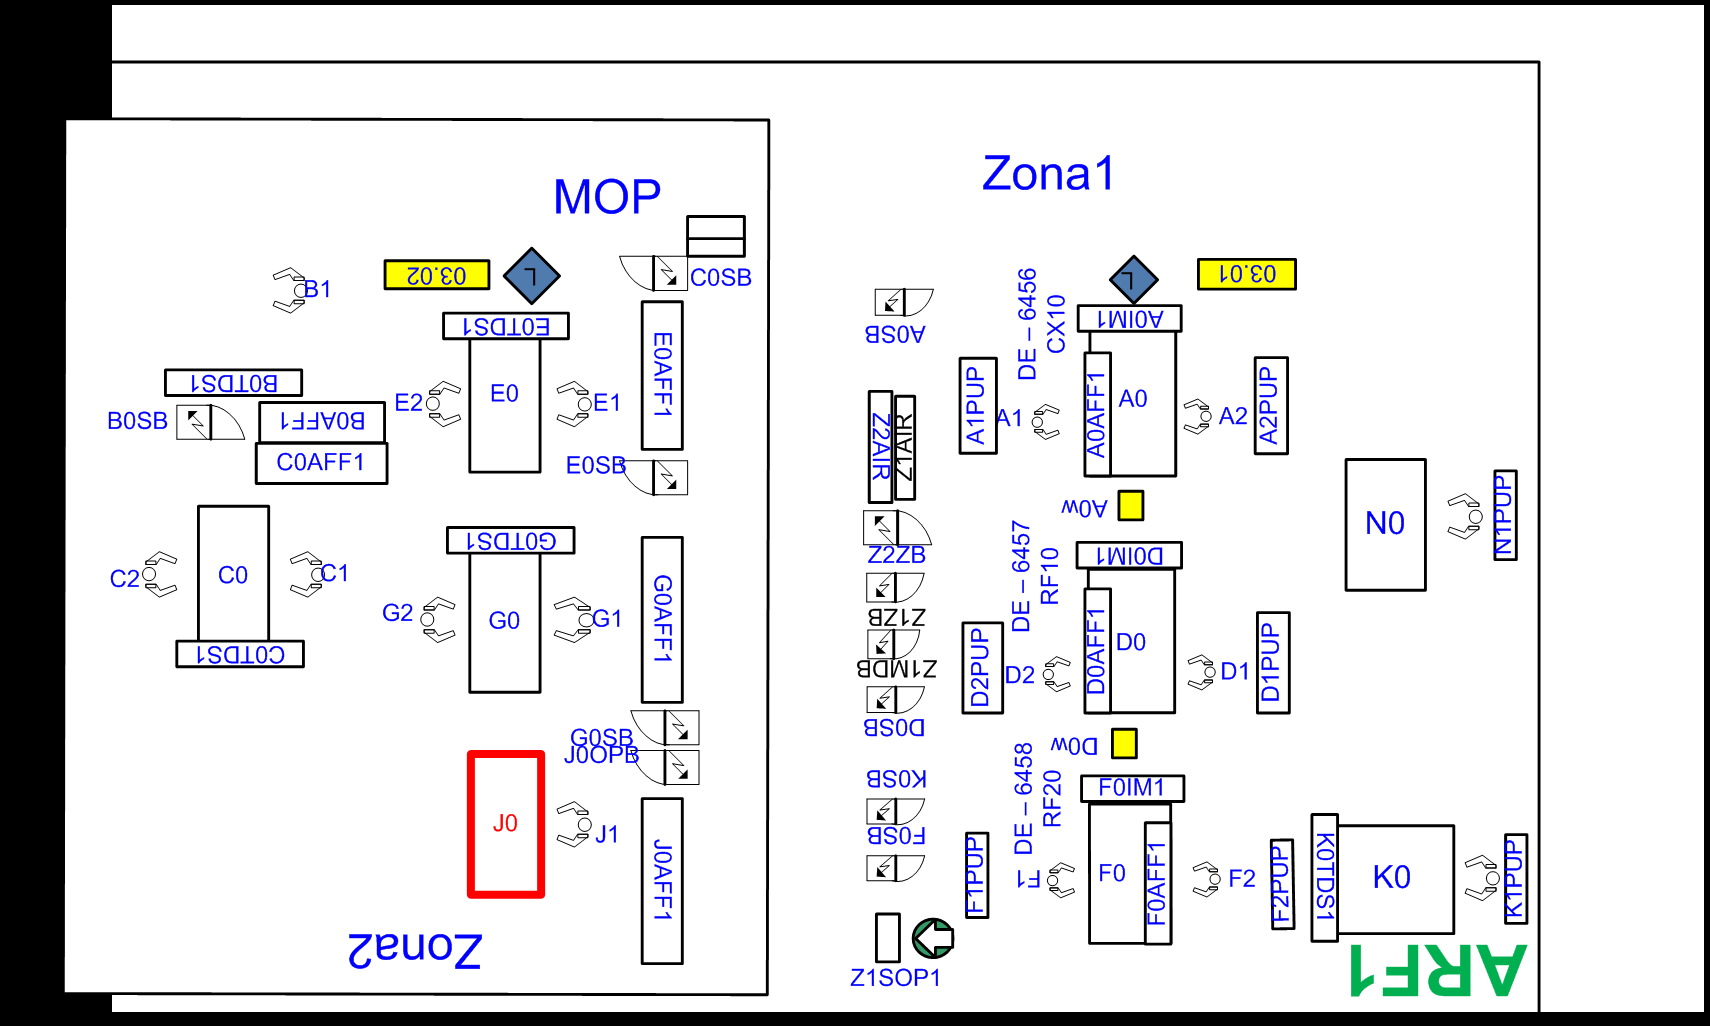 Zona1
MOP
B1
03.02
L
C0SB
E0TDS1
E0AFF1
B0TDS1
B0SB
B0AFF1
C0AFF1
E2
E0
E1
E0SB
C2
C0
C1
C0TDS1
G0TDS1
G2
G0
G1
G0AFF1
G0SB
J0OPB
J0
J1
J0AFF1
Zona2
A0SB
DE – 6456
CX10
L
03.01
A0IM1
A1PUP
A1
A0AFF1
A0
A2
A2PUP
Z2AIR
Z1AIR
A0w
Z2ZB
Z1ZB
Z1MDB
D0SB
DE – 6457
RF10
D0IM1
D2PUP
D2
D0AFF1
D0
D1
D1PUP
N0
N1PUP
D0w
K0SB
F0SB
DE – 6458
RF20
F0IM1
F1PUP
F1
F0
F0AFF1
F2
F2PUP
K0TDS1
K0
K1PUP
Z1SOP1
ARF1